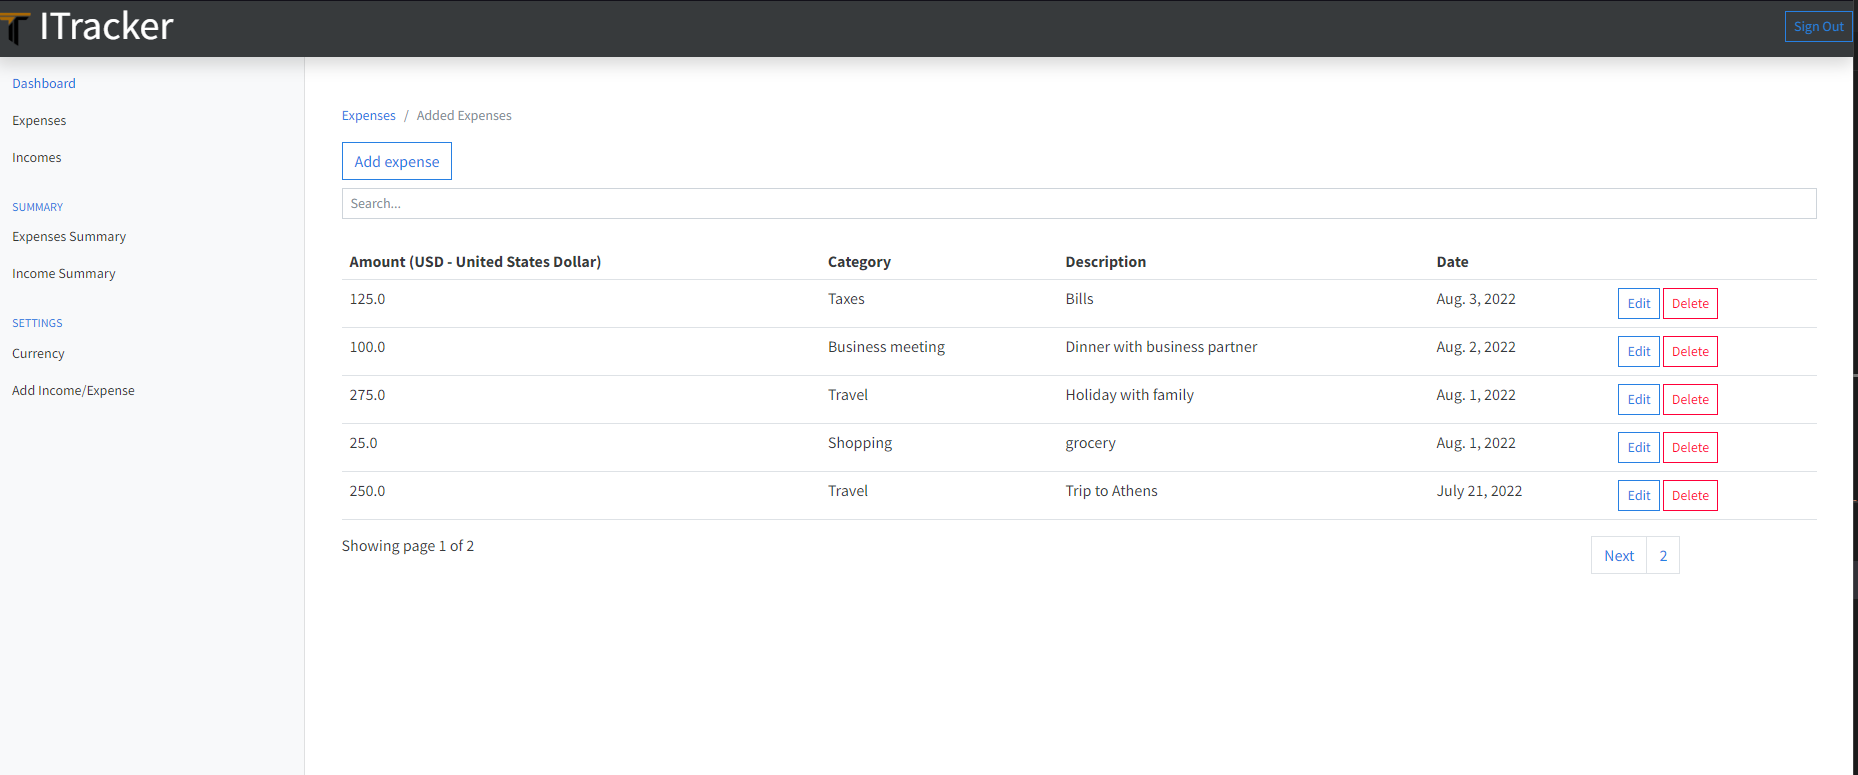 ITracker
Sign Out
Dashboard
Expenses
Incomes
SUMMARY
Expenses Summary
Income Summary
SETTINGS
Currency
Add Income/Expense
Expenses / Added Expenses
Add expense
Search...
Amount (USD - United States Dollar) Category Description Date
125.0 Taxes Bills Aug. 3, 2022 Edit Delete
100.0 Business meeting Dinner with business partner Aug. 2, 2022 Edit Delete
275.0 Travel Holiday with family Aug. 1, 2022 Edit Delete
25.0 Shopping grocery Aug. 1, 2022 Edit Delete
250.0 Travel Trip to Athens July 21, 2022 Edit Delete
Showing page 1 of 2 Next 2